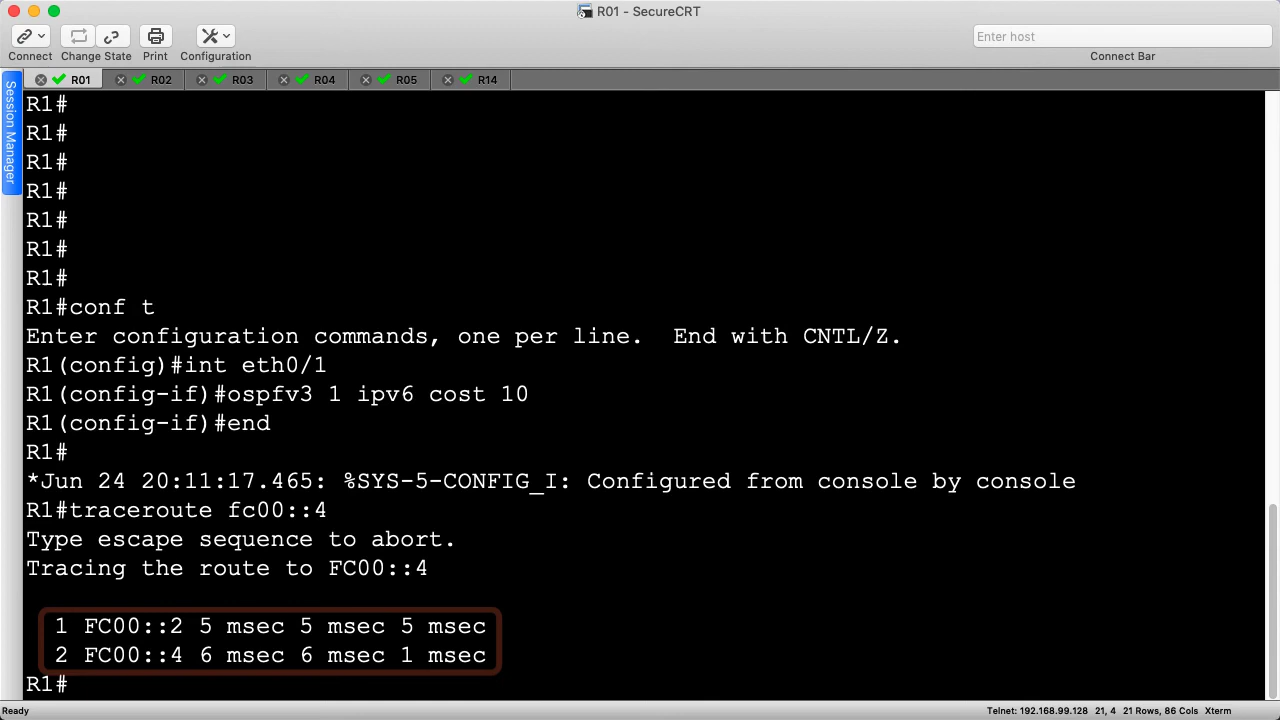 R01 - SecureCRT
Connect Change State Print Configuration
Enter host
Connect Bar
R01 R02 R03 R04 R05 R14
Session Manager
R1#
R1#
R1#
R1#
R1#
R1#
R1#
R1#conf t
Enter configuration commands, one per line.  End with CNTL/Z.
R1(config)#int eth0/1
R1(config-if)#ospfv3 1 ipv6 cost 10
R1(config-if)#end
R1#
*Jun 24 20:11:17.465: %SYS-5-CONFIG_I: Configured from console by console
R1#traceroute fc00::4
Type escape sequence to abort.
Tracing the route to FC00::4
1 FC00::2 5 msec 5 msec 5 msec
2 FC00::4 6 msec 6 msec 1 msec
R1#
Ready Telnet: 192.168.99.128 21, 4 21 Rows, 86 Cols Xterm